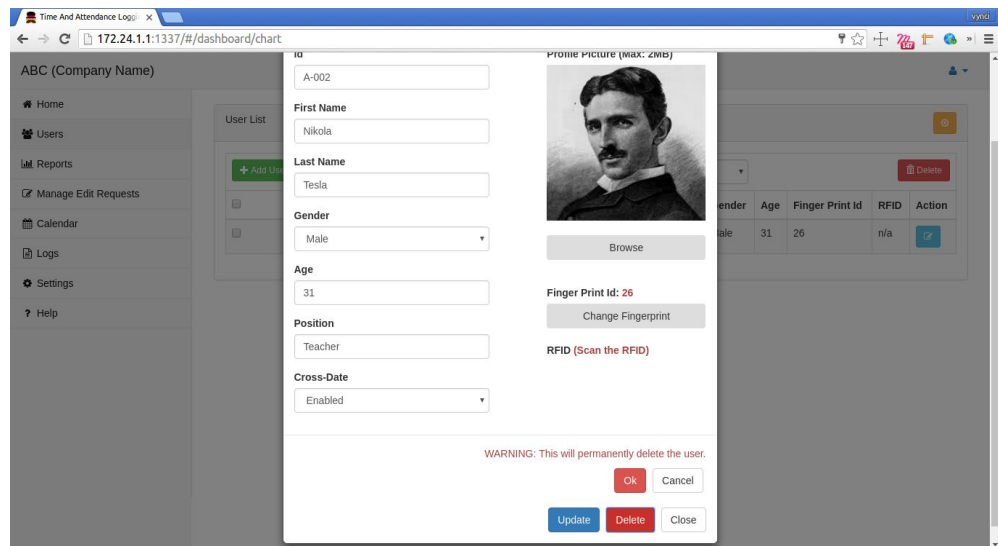 Time And Attendance Loggi
vynci
172.24.1.1:1337/#/dashboard/chart
ABC (Company Name)
Home
Users
Reports
Manage Edit Requests
Calendar
Logs
Settings
Help
User List
Add Use
Delete
ender Age Finger Print Id RFID Action
Male 31 26 n/a
Id
A-002
First Name
Nikola
Last Name
Tesla
Gender
Male
Age
31
Position
Teacher
Cross-Date
Enabled
Profile Picture (Max: 2MB)
Browse
Finger Print Id: 26
Change Fingerprint
RFID (Scan the RFID)
WARNING: This will permanently delete the user.
Ok Cancel
Update Delete Close